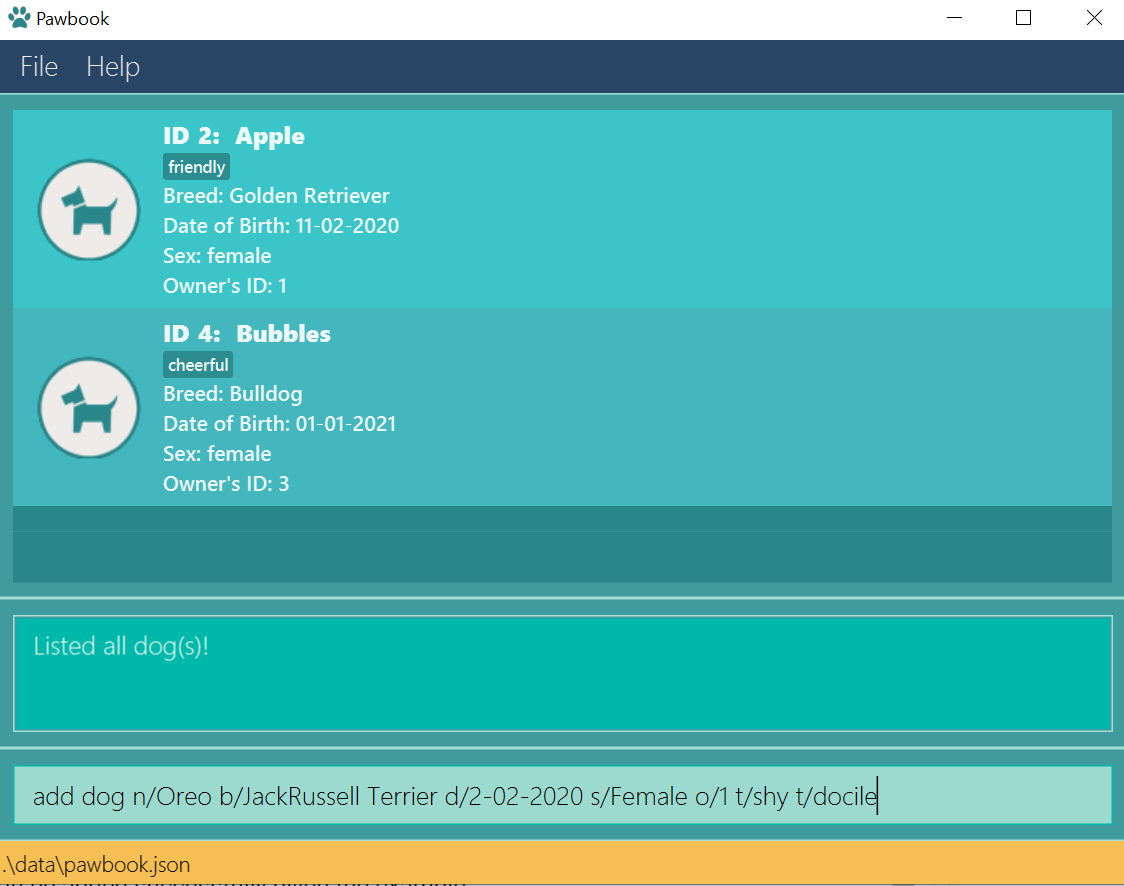 Pawbook
File Help
ID 2: Apple
friendly
Breed: Golden Retriever
Date of Birth: 11-02-2020
Sex: female
Owner's ID: 1
ID 4: Bubbles
cheerful
Breed: Bulldog
Date of Birth: 01-01-2021
Sex: female
Owner's ID: 3
Listed all dog(s)!
add dog n/Oreo b/JackRussell Terrier d/2-02-2020 s/Female o/1 t/shy t/docile
.\data\pawbook.json